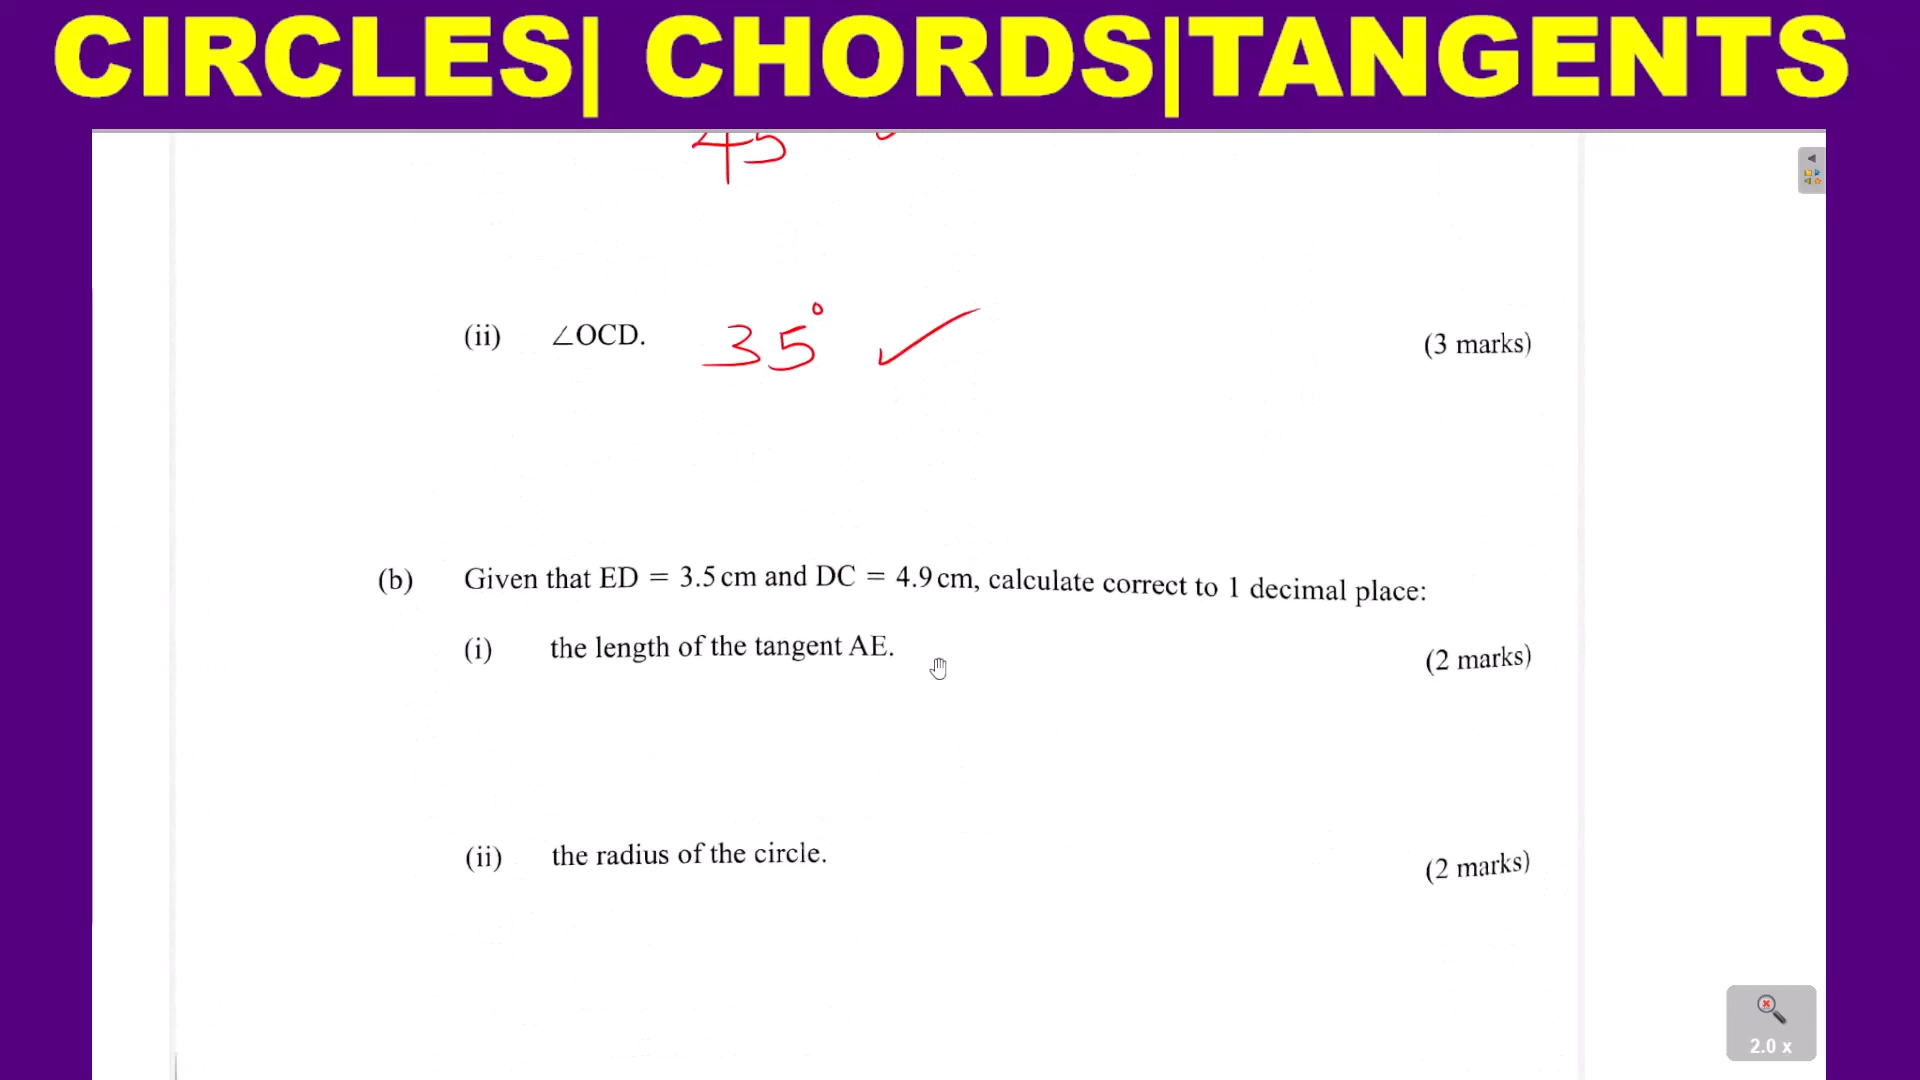 CIRCLES| CHORDS|TANGENTS
45
(ii) ∠OCD. 35° ✓ (3 marks)
(b) Given that ED = 3.5 cm and DC = 4.9 cm, calculate correct to 1 decimal place:
(i) the length of the tangent AE. (2 marks)
(ii) the radius of the circle. (2 marks)
2.0 x